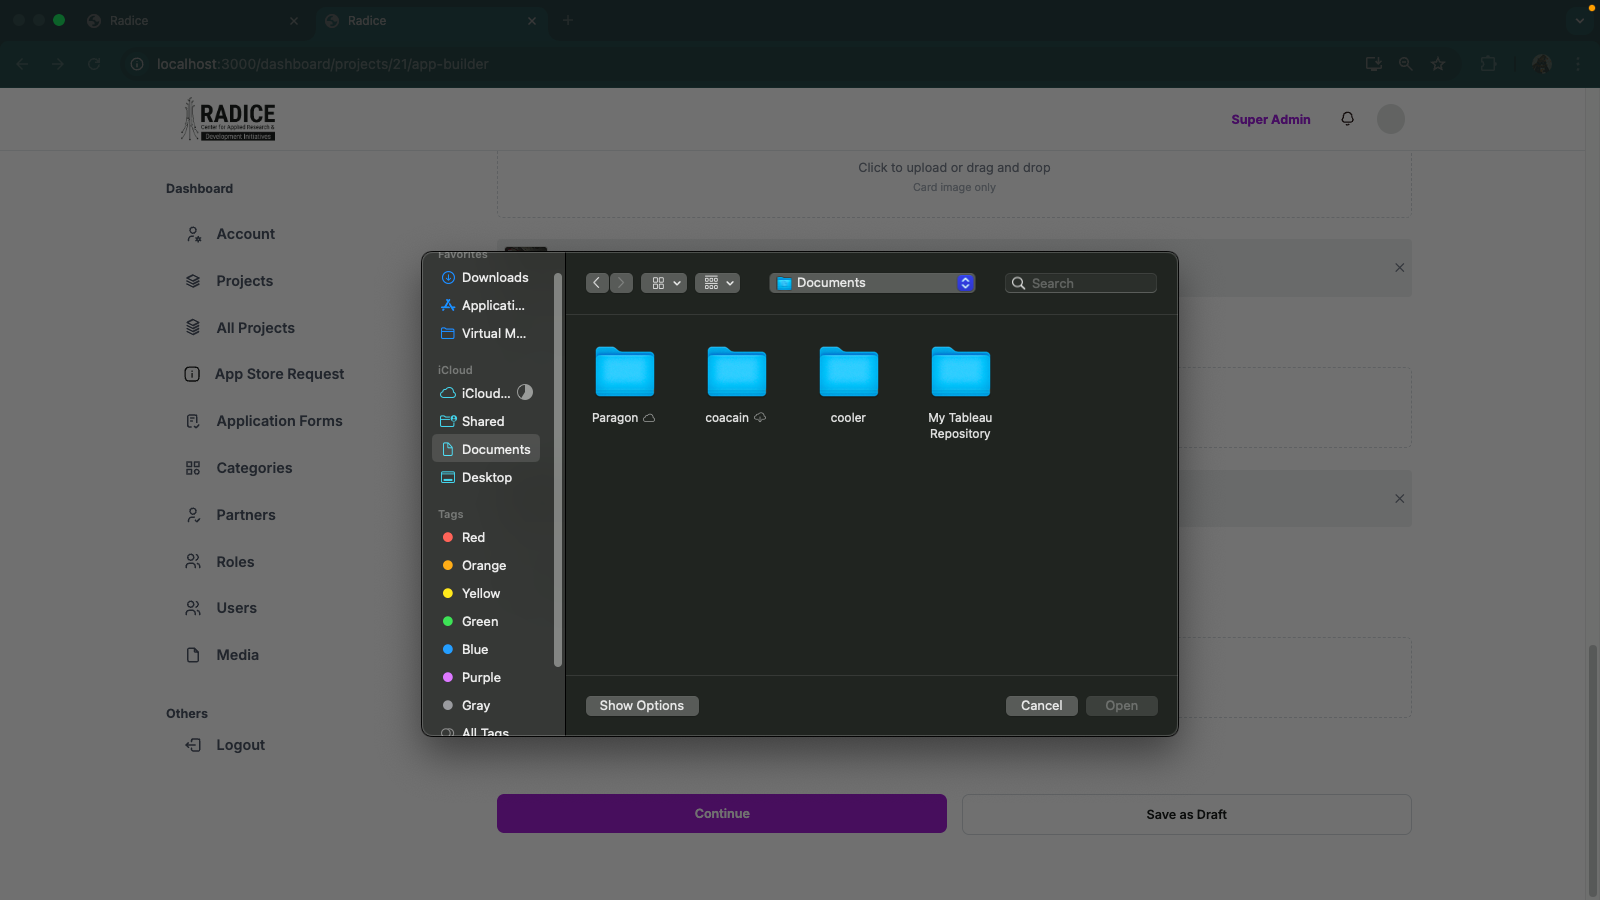 Radice
Radice
localhost:3000/dashboard/projects/21/app-builder
RADICE
Center for Applied Research &
Development Initiatives
Super Admin
Dashboard
Account
Projects
All Projects
App Store Request
Application Forms
Categories
Partners
Roles
Users
Media
Others
Logout
Click to upload or drag and drop
Card image only
Favorites
Downloads
Applicati...
Virtual M...
iCloud
iCloud...
Shared
Documents
Desktop
Tags
Red
Orange
Yellow
Green
Blue
Purple
Gray
All Tags
Documents
Search
Paragon
coacain
cooler
My Tableau
Repository
Show Options
Cancel
Open
Continue
Save as Draft